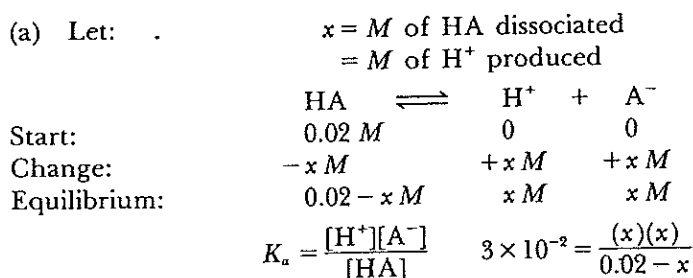 (a) Let: . x = M of HA dissociated
= M of H⁺ produced
HA ⇌ H⁺ + A⁻
Start: 0.02 M 0 0
Change: −x M +x M +x M
Equilibrium: 0.02 − x M x M x M
Kₐ = [H⁺][A⁻]/[HA] 3 × 10⁻² = (x)(x)/0.02 − x